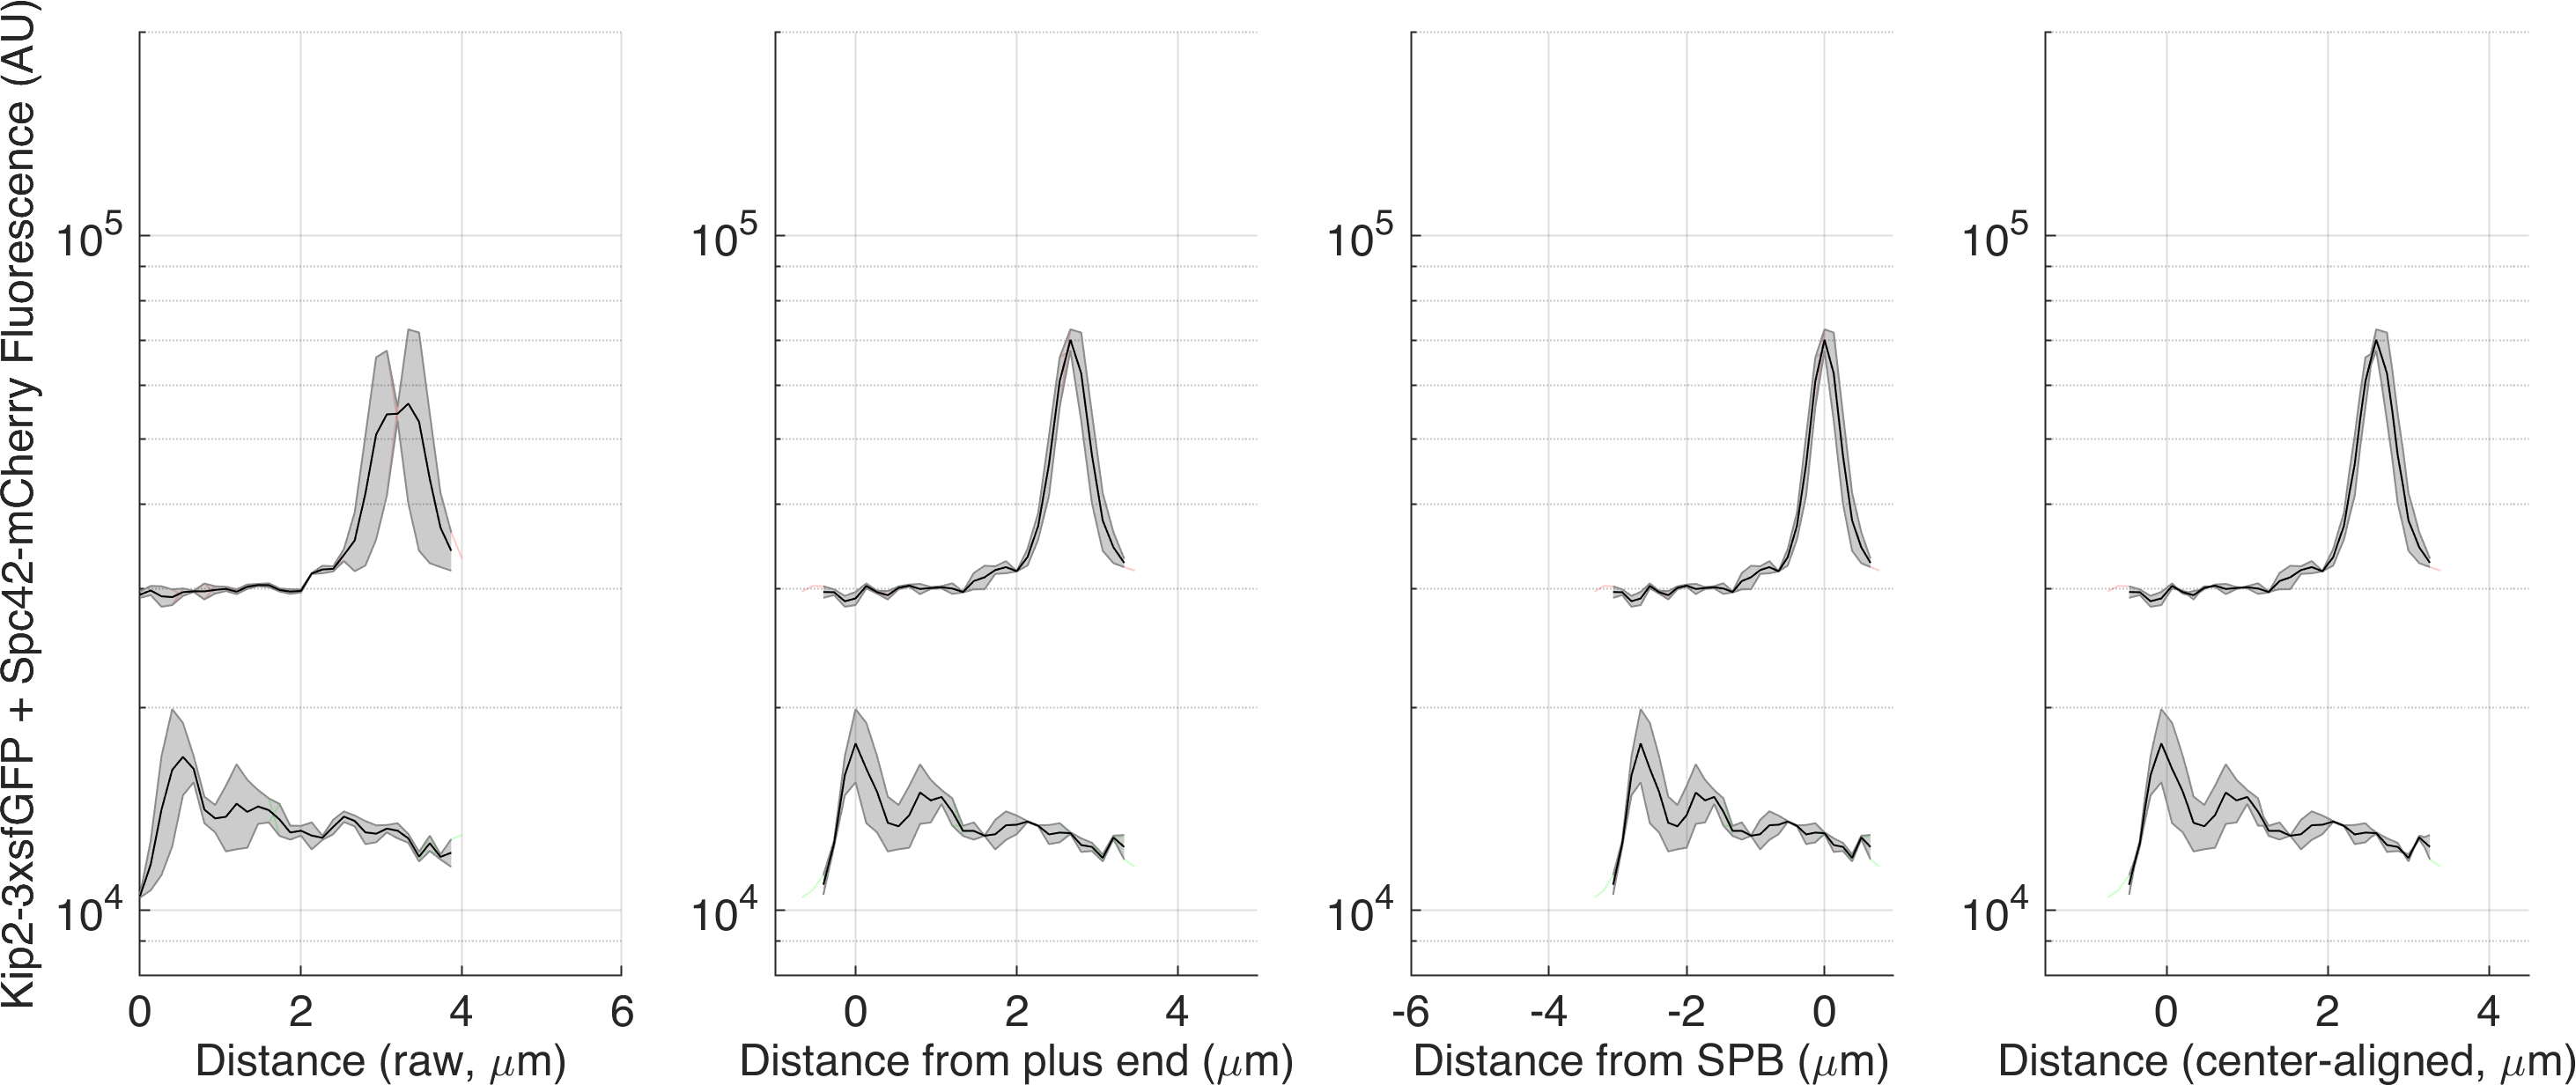 Kip2-3xsfGFP + Spc42-mCherry Fluorescence (AU)
10^5
10^4
0 2 4 6
Distance (raw, μm)
10^5
10^4
0 2 4
Distance from plus end (μm)
10^5
10^4
-6 -4 -2 0
Distance from SPB (μm)
10^5
10^4
0 2 4
Distance (center-aligned, μm)